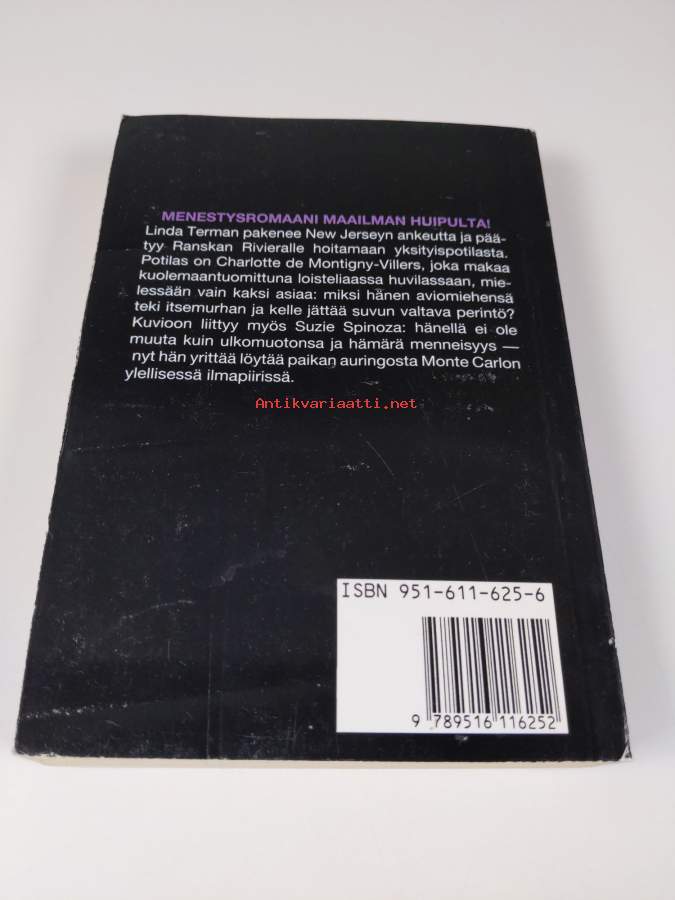 MENESTYSROMAANI MAAILMAN HUIPULTA!
Linda Terman pakenee New Jerseyn ankeutta ja pää-
tyy Ranskan Rivieralle hoitamaan yksityispotilasta.
Potilas on Charlotte de Montigny-Villers, joka makaa
kuolemaantuomittuna loisteliaassa huvilassaan, mie-
lessään vain kaksi asiaa: miksi hänen aviomiehensä
teki itsemurhan ja kelle jättää suvun valtava perintö?
Kuvioon liittyy myös Suzie Spinoza: hänellä ei ole
muuta kuin ulkomuotonsa ja hämärä menneisyys —
nyt hän yrittää löytää paikan auringosta Monte Carlon
ylellisessä ilmapiirissä.
Antikvariaatti.net
ISBN 951-611-625-6
9 789516 116252